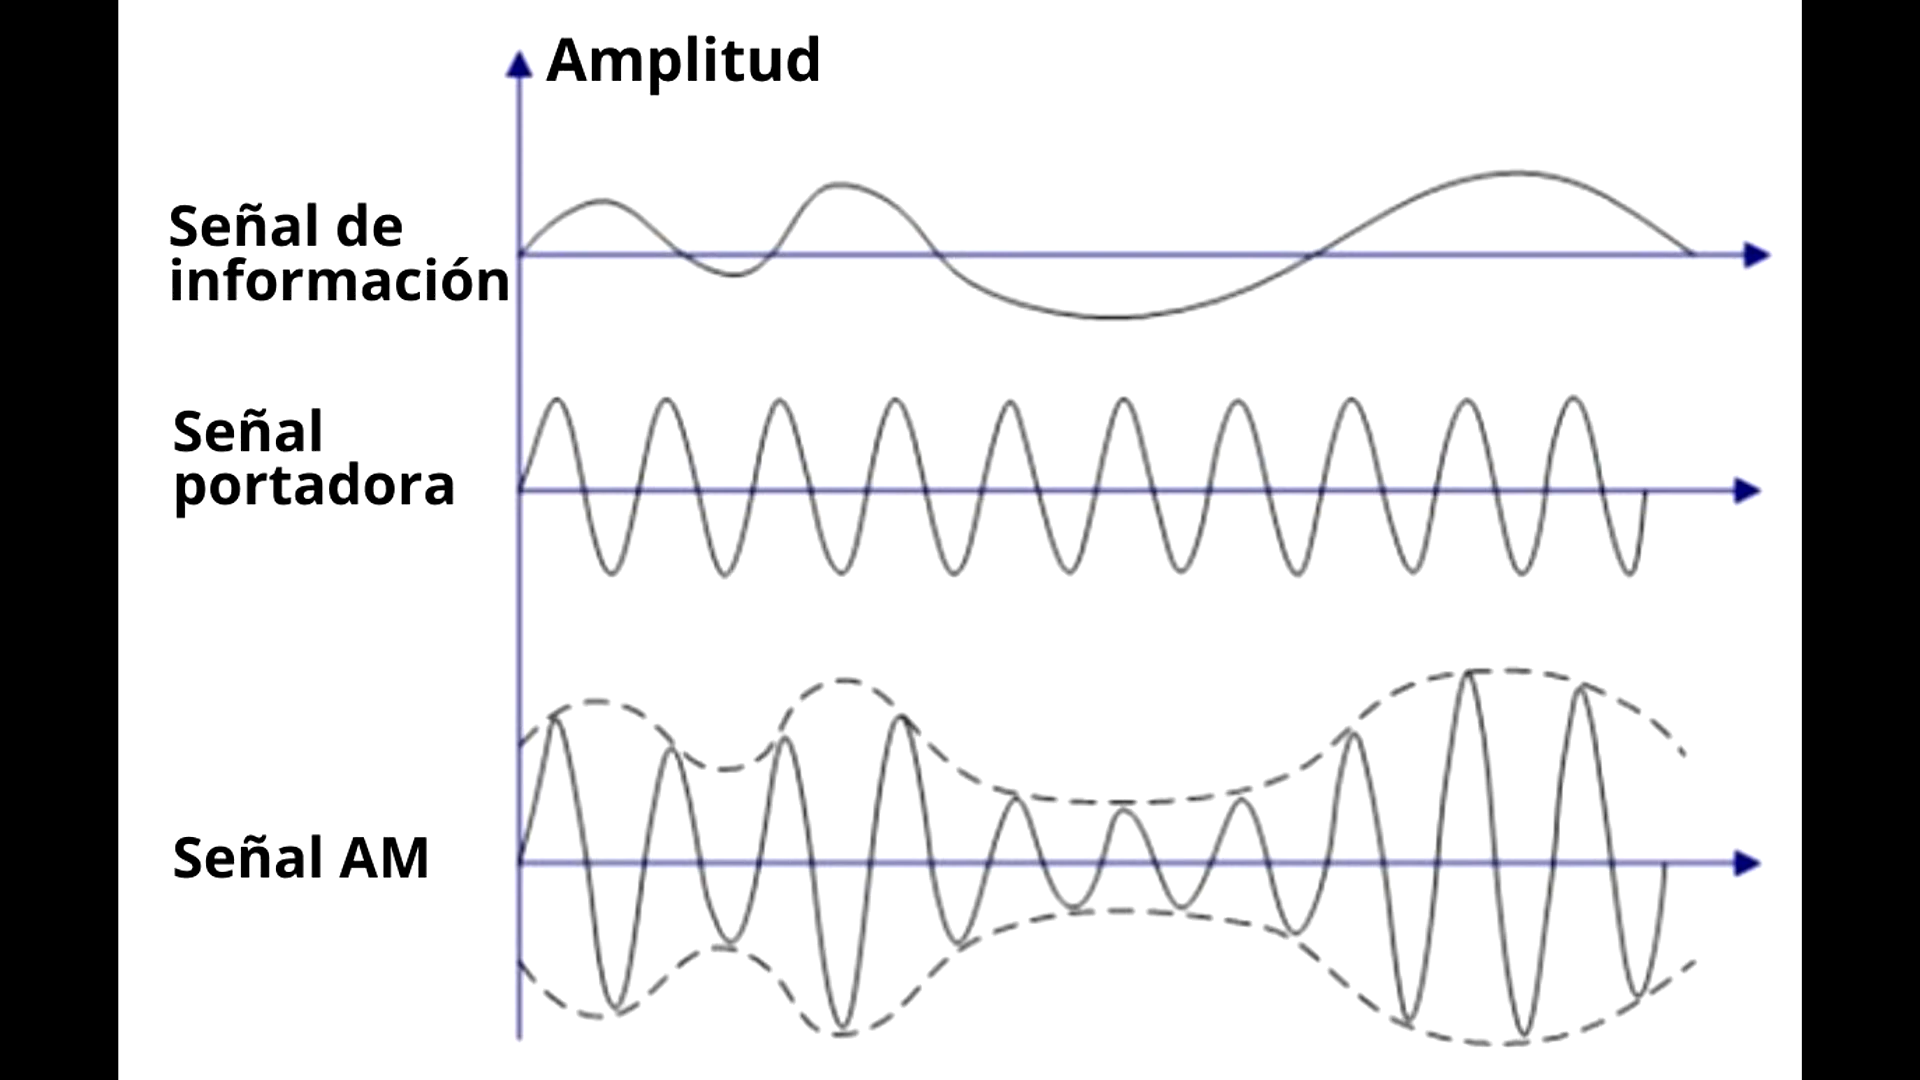 Amplitud
Señal de
información
Señal
portadora
Señal AM